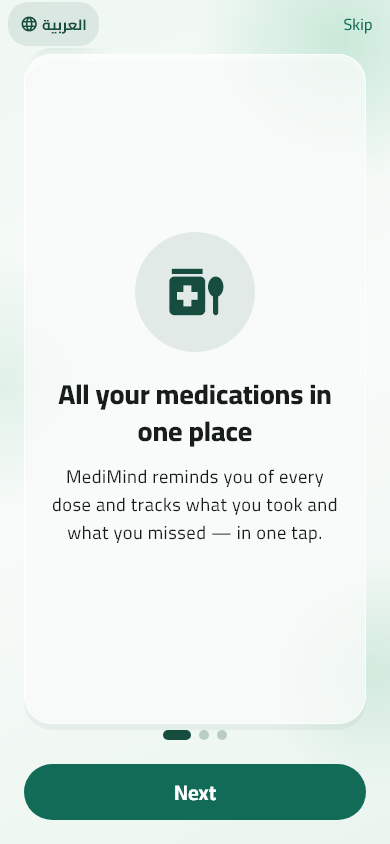 العربية
Skip
All your medications in
one place
MediMind reminds you of every
dose and tracks what you took and
what you missed — in one tap.
Next